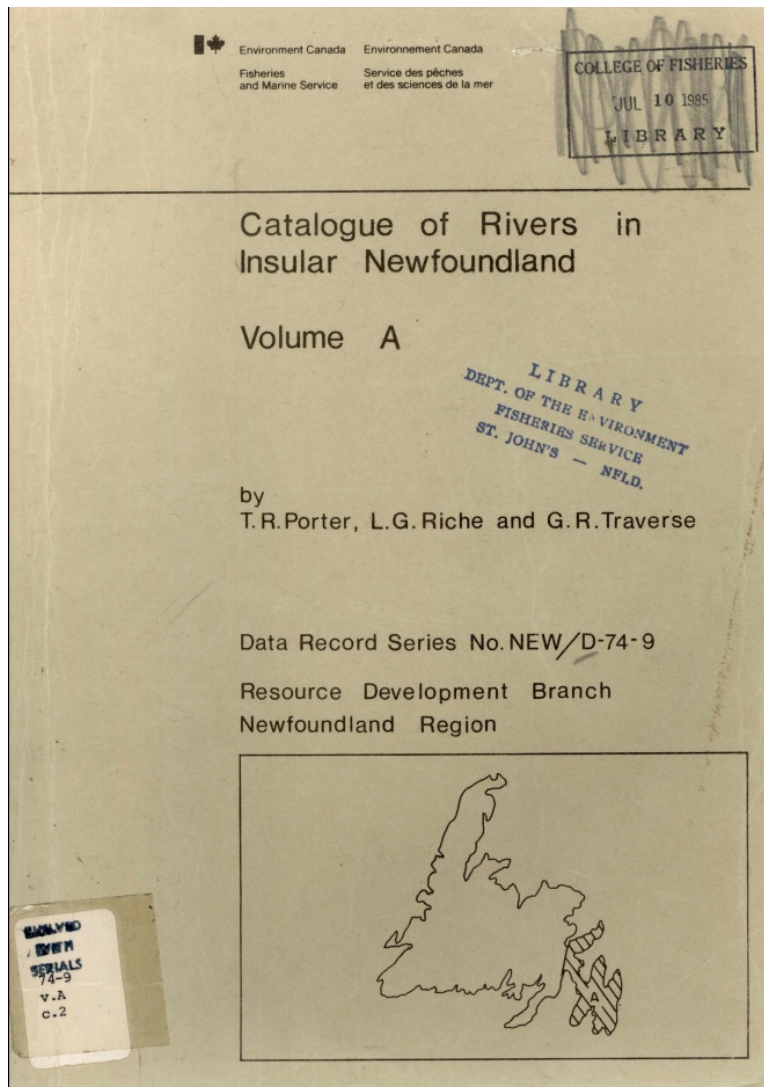 Environment Canada
Fisheries
and Marine Service
Environnement Canada
Service des pêches
et des sciences de la mer
COLLEGE OF FISHERIES
JUL 10 1985
LIBRARY
Catalogue of Rivers in
Insular Newfoundland
Volume A
LIBRARY
DEPT. OF THE ENVIRONMENT
FISHERIES SERVICE
ST. JOHN'S — NFLD.
by
T.R.Porter, L.G.Riche and G.R.Traverse
Data Record Series No. NEW/D-74-9
Resource Development Branch
Newfoundland Region
A
SERIALS
74-9
v.A
c.2